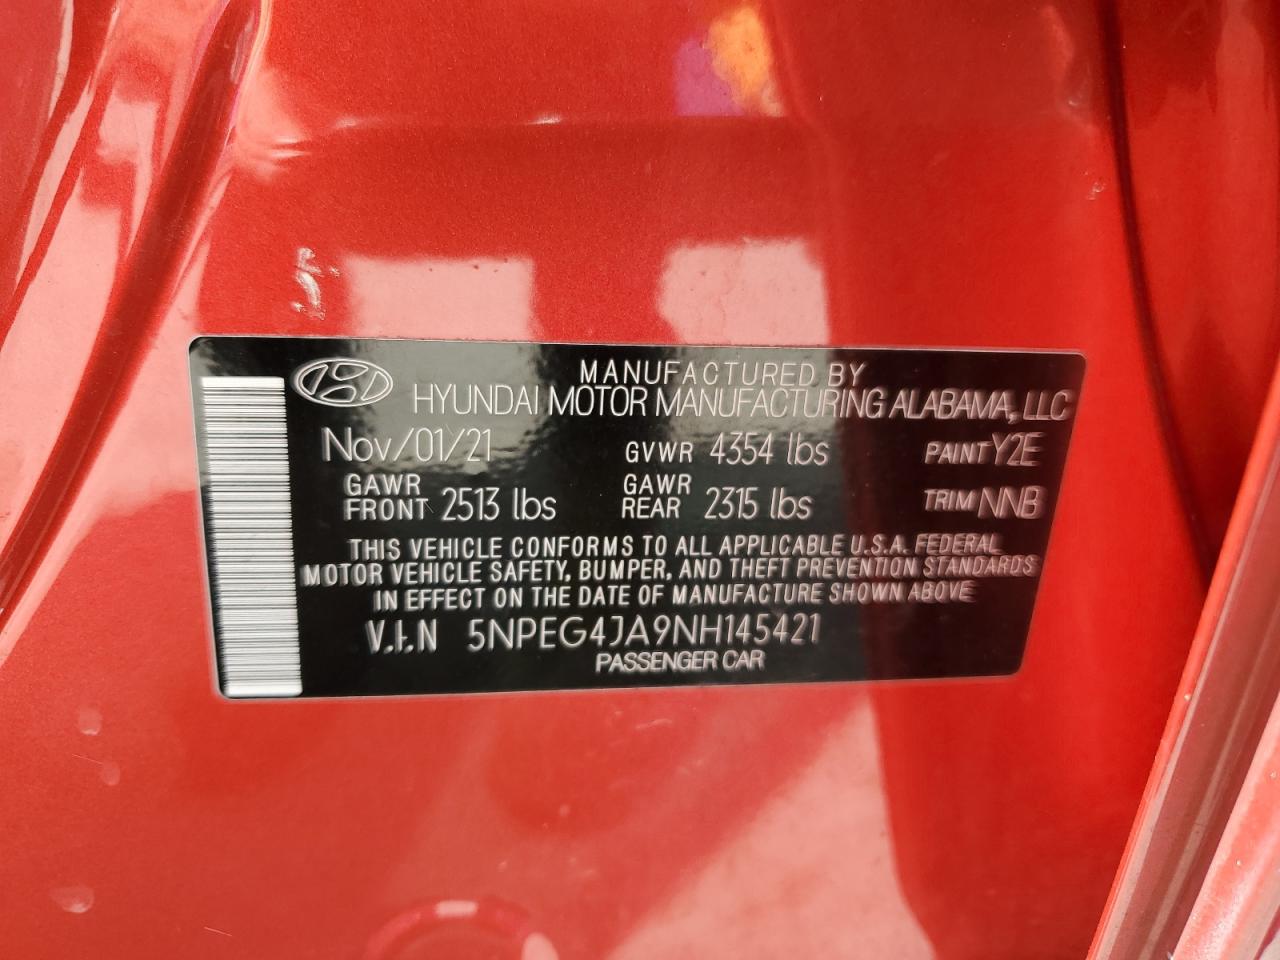 MANUFACTURED BY
HYUNDAI MOTOR MANUFACTURING ALABAMA, LLC
Nov/01/21 GVWR 4354 lbs PAINT Y2E
GAWR FRONT 2513 lbs GAWR REAR 2315 lbs TRIM NNB
THIS VEHICLE CONFORMS TO ALL APPLICABLE U.S.A. FEDERAL
MOTOR VEHICLE SAFETY, BUMPER, AND THEFT PREVENTION STANDARDS
IN EFFECT ON THE DATE OF MANUFACTURE SHOWN ABOVE
V.I.N 5NPEG4JA9NH145421
PASSENGER CAR